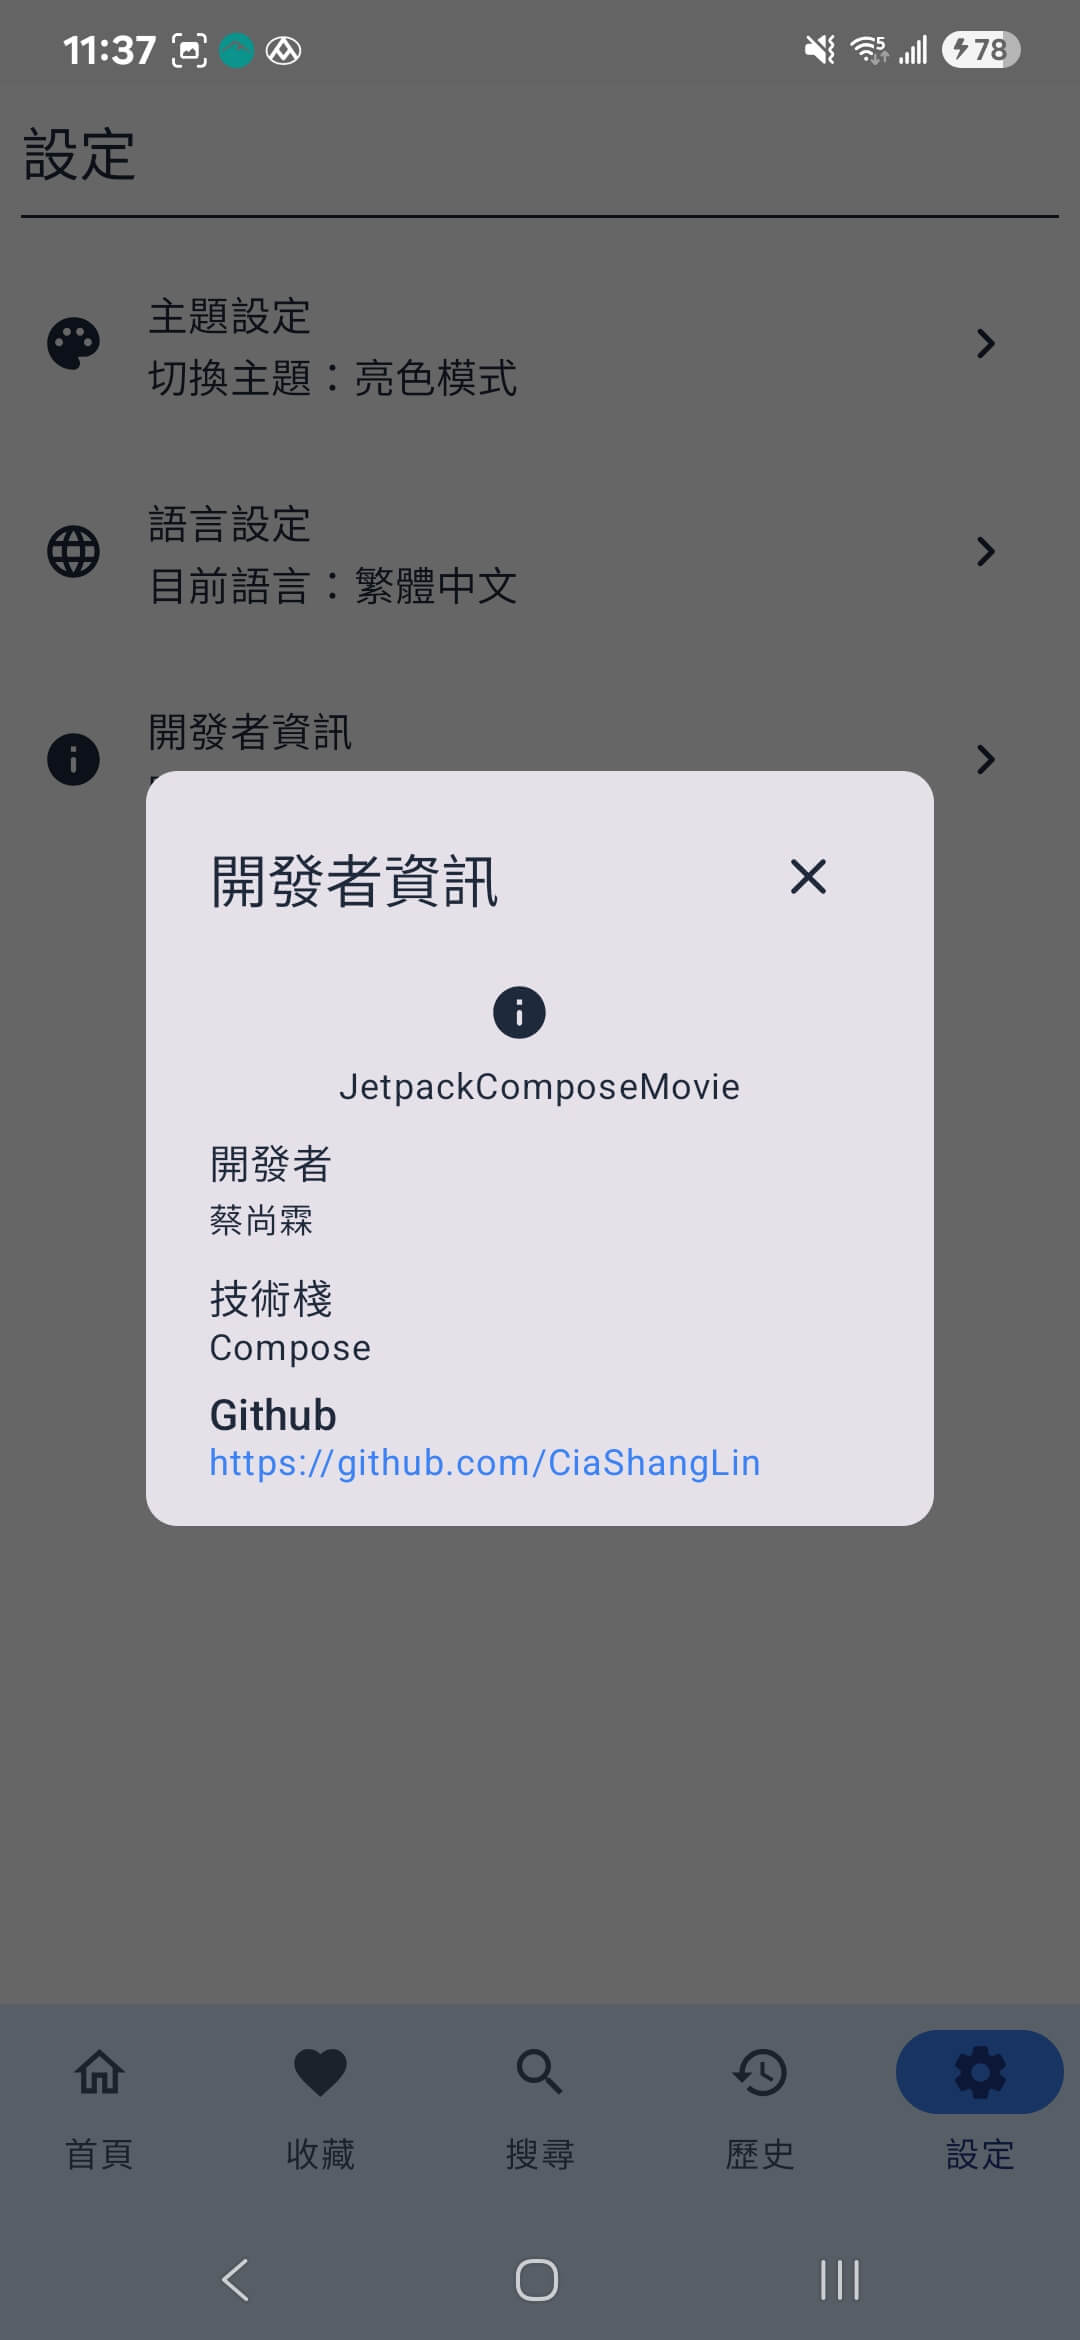 11:37
5
78
設定
主題設定
切換主題：亮色模式
語言設定
目前語言：繁體中文
開發者資訊
開發者資訊
JetpackComposeMovie
開發者
蔡尚霖
技術棧
Compose
Github
https://github.com/CiaShangLin
首頁
收藏
搜尋
歷史
設定